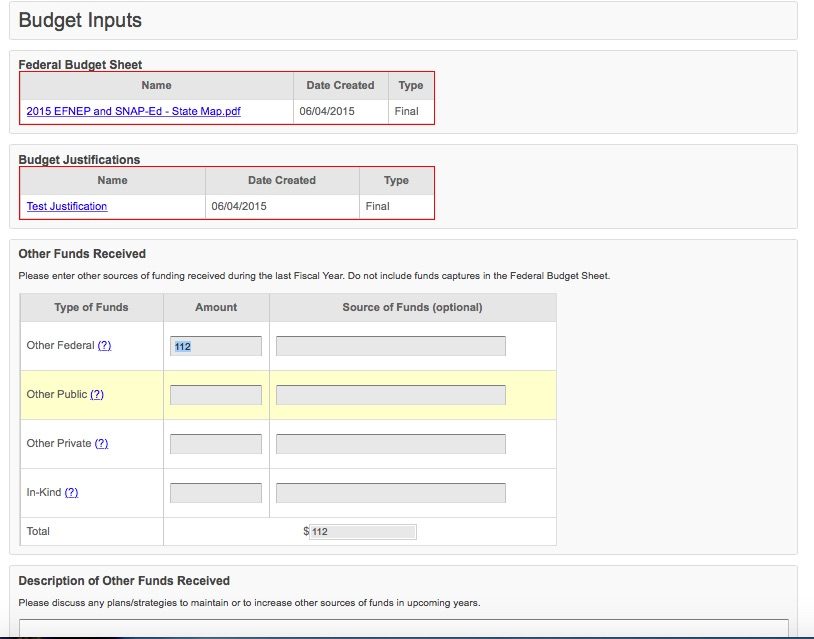 Budget Inputs
Federal Budget Sheet
Name Date Created Type
2015 EFNEP and SNAP-Ed - State Map.pdf 06/04/2015 Final
Budget Justifications
Name Date Created Type
Test Justification 06/04/2015 Final
Other Funds Received
Please enter other sources of funding received during the last Fiscal Year. Do not include funds captures in the Federal Budget Sheet.
Type of Funds Amount Source of Funds (optional)
Other Federal (?) 112
Other Public (?)
Other Private (?)
In-Kind (?)
Total $ 112
Description of Other Funds Received
Please discuss any plans/strategies to maintain or to increase other sources of funds in upcoming years.